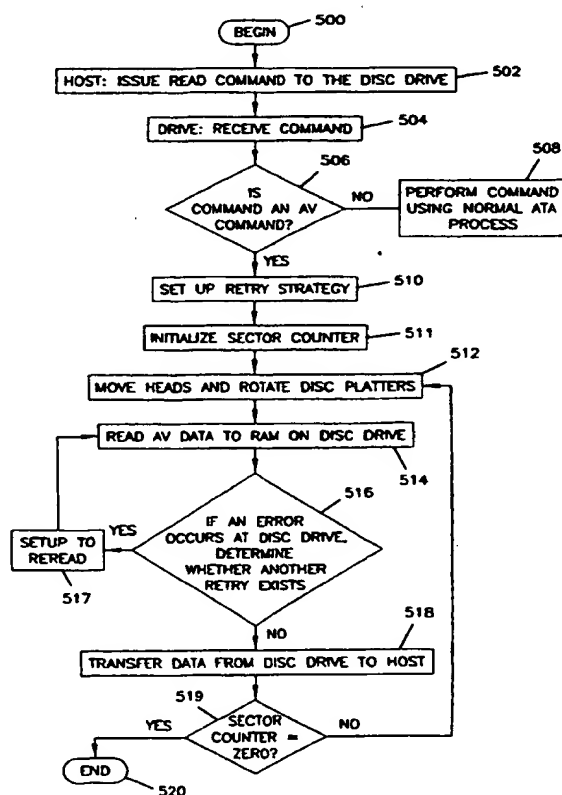 BEGIN
500
HOST: ISSUE READ COMMAND TO THE DISC DRIVE
502
DRIVE: RECEIVE COMMAND
504
506
508
IS
COMMAND AN AV
COMMAND?
NO
PERFORM COMMAND
USING NORMAL ATA
PROCESS
YES
SET UP RETRY STRATEGY
510
INITIALIZE SECTOR COUNTER
511
512
MOVE HEADS AND ROTATE DISC PLATTERS
READ AV DATA TO RAM ON DISC DRIVE
514
516
IF AN ERROR
OCCURS AT DISC DRIVE,
DETERMINE
WHETHER ANOTHER
RETRY EXISTS
YES
SETUP TO
REREAD
517
NO
518
TRANSFER DATA FROM DISC DRIVE TO HOST
519
SECTOR
COUNTER =
ZERO?
YES
NO
END
520